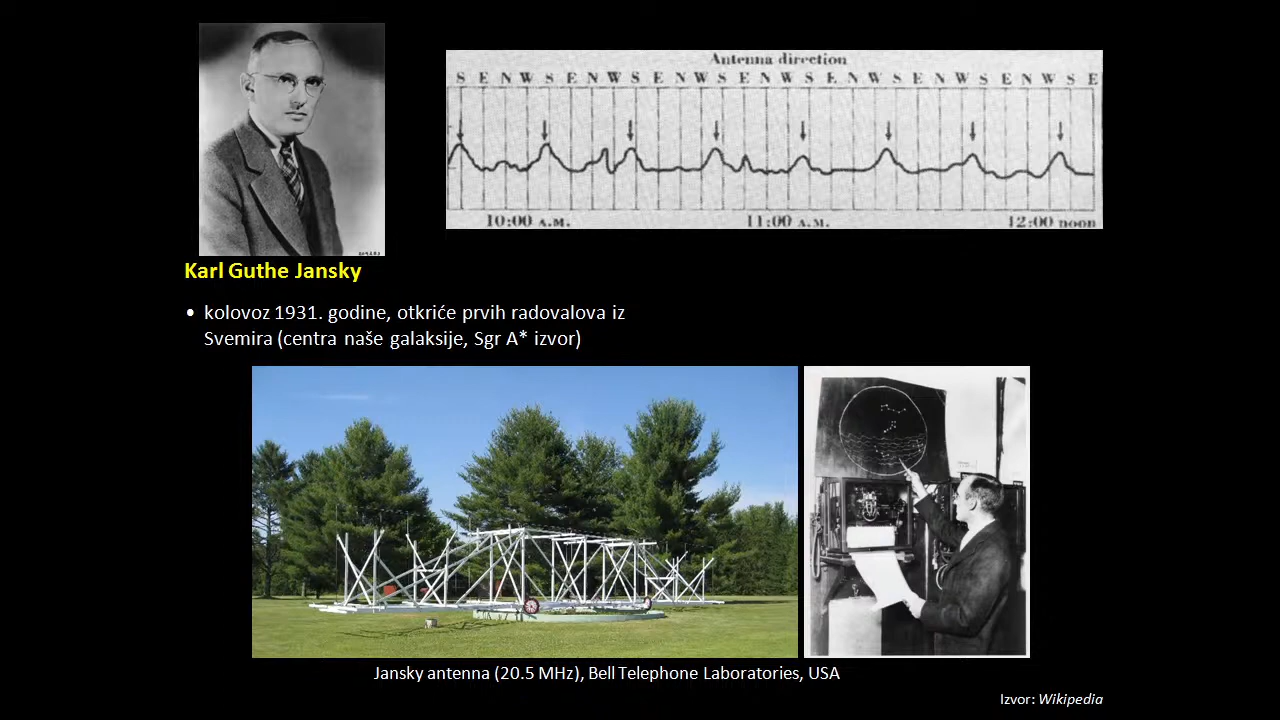 Antenna direction
S E N W S E N W S E N W S E N W S E N W S E N W S E N W S E
10:00 A.M. 11:00 A.M. 12:00 noon
Karl Guthe Jansky
• kolovoz 1931. godine, otkriće prvih radovalova iz
Svemira (centra naše galaksije, Sgr A* izvor)
Jansky antenna (20.5 MHz), Bell Telephone Laboratories, USA
Izvor: Wikipedia